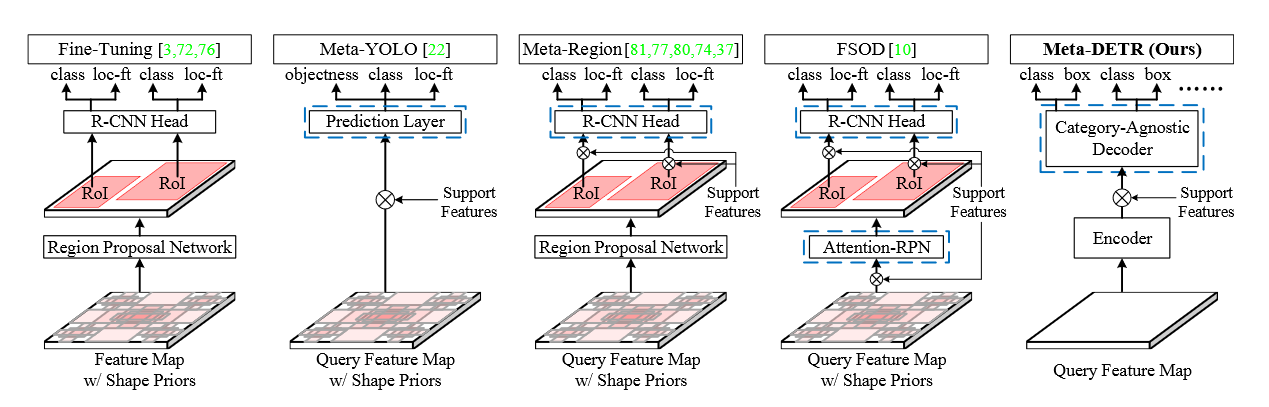 Fine-Tuning [3,72,76]
class loc-ft class loc-ft
R-CNN Head
RoI
RoI
Region Proposal Network
Feature Map
w/ Shape Priors
Meta-YOLO [22]
objectness class loc-ft
Prediction Layer
Support
Features
Query Feature Map
w/ Shape Priors
Meta-Region[81,77,80,74,37]
class loc-ft class loc-ft
R-CNN Head
RoI
RoI
Support
Features
Region Proposal Network
Query Feature Map
w/ Shape Priors
FSOD [10]
class loc-ft class loc-ft
R-CNN Head
RoI
RoI
Support
Features
Attention-RPN
Query Feature Map
w/ Shape Priors
Meta-DETR (Ours)
class box class box ……
Category-Agnostic
Decoder
Support
Features
Encoder
Query Feature Map